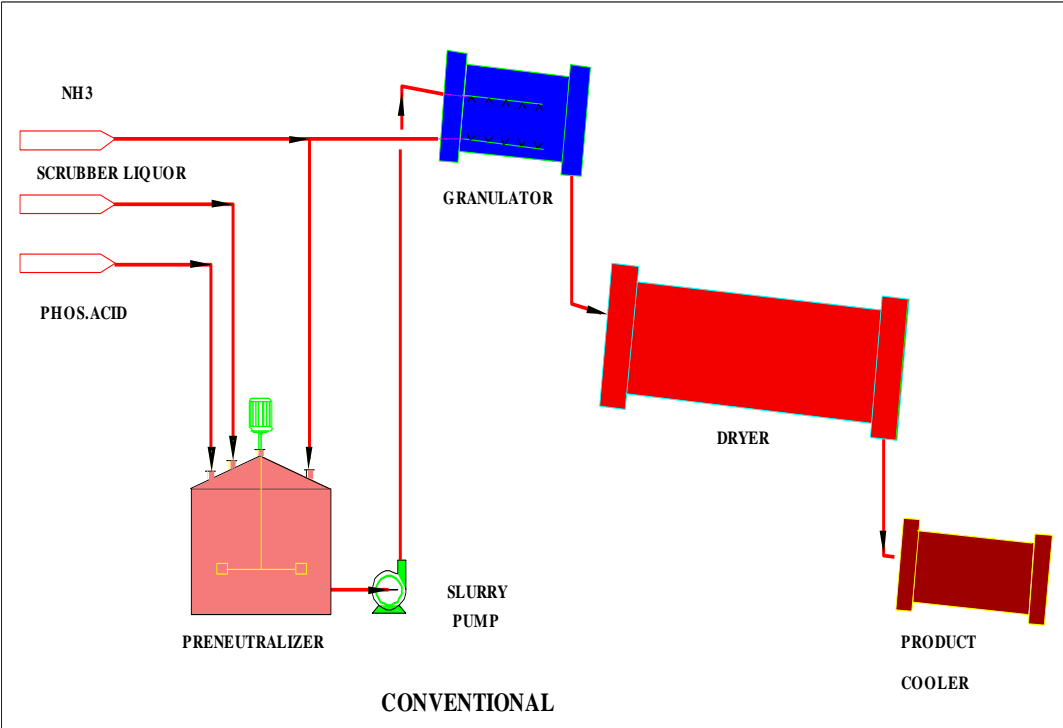 NH3
SCRUBBER LIQUOR
GRANULATOR
PHOS.ACID
DRYER
SLURRY
PUMP
PRENEUTRALIZER
PRODUCT
COOLER
CONVENTIONAL